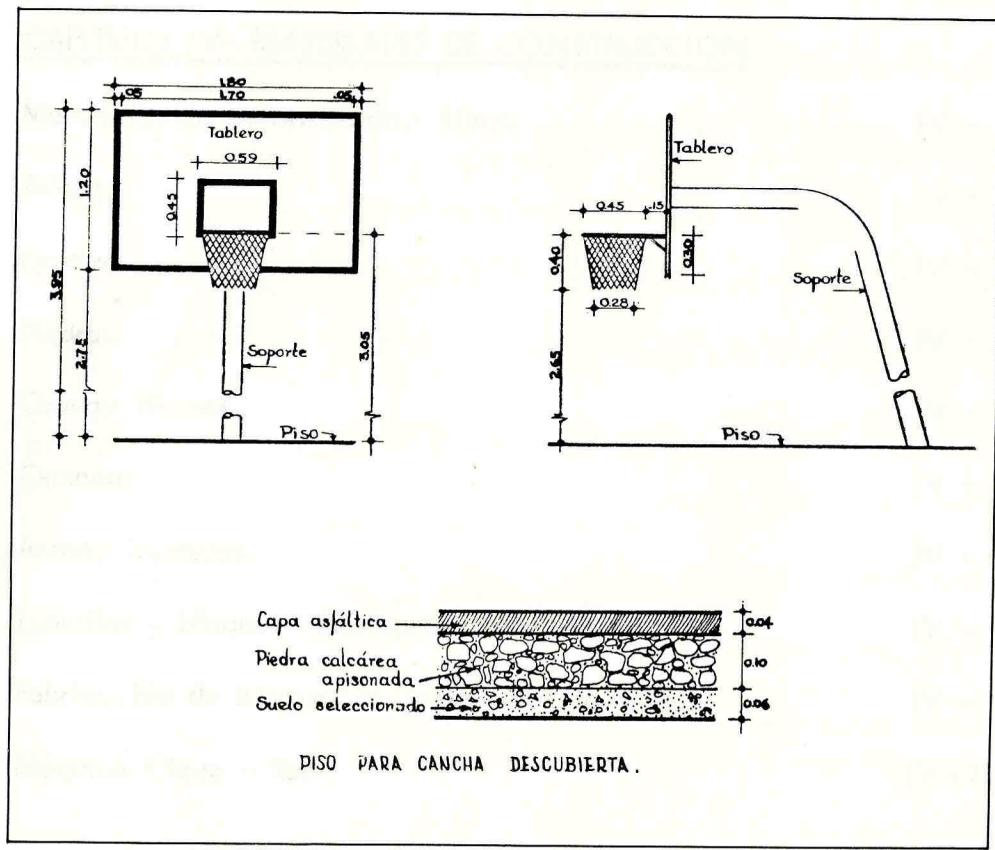 1.80
.05 1.70 .05
Tablero
0.59
0.45
1.20
3.95
2.75
3.05
Soporte
Piso
Tablero
0.45 .15
0.40
0.30
0.28
Soporte
2.65
Piso
Capa asfáltica
0.04
Piedra calcárea
apisonada
0.10
Suelo seleccionado
0.06
PISO PARA CANCHA DESCUBIERTA.